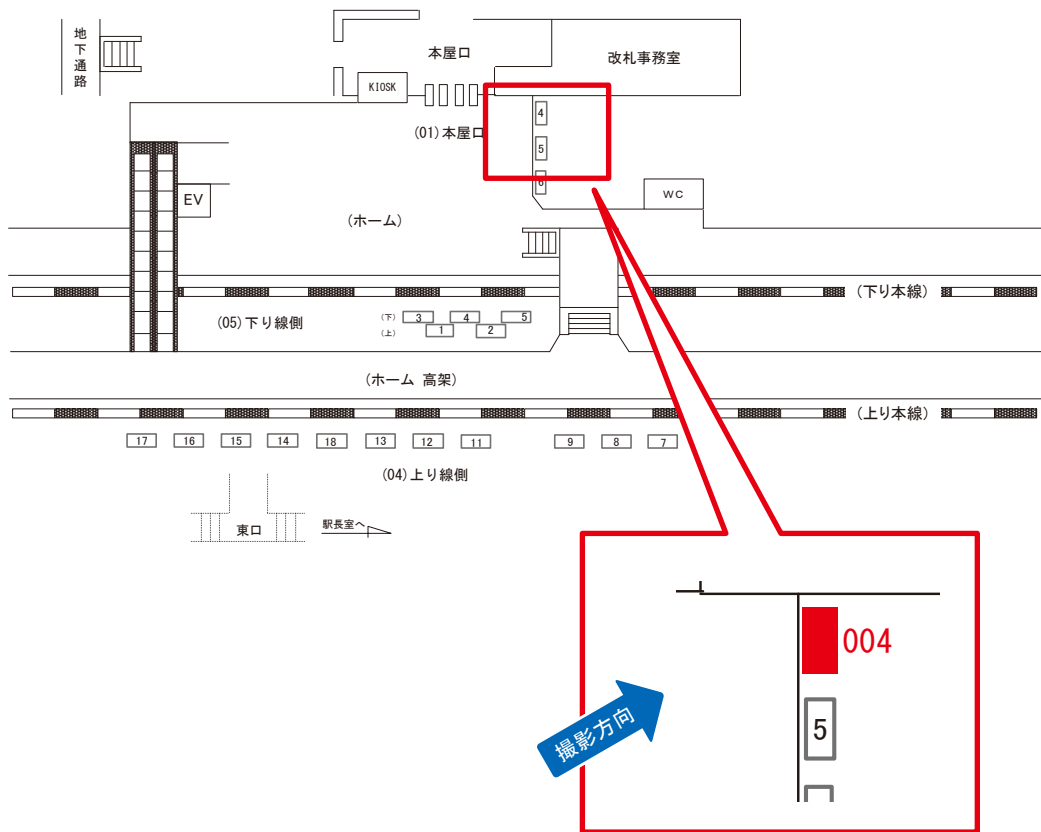 地下通路
本屋口
改札事務室
KIOSK
(01)本屋口
4
5
6
EV
WC
(ホーム)
(下り本線)
(05)下り線側
(下)
3
4
5
(上)
1
2
(ホーム 高架)
(上り本線)
17
16
15
14
18
13
12
11
9
8
7
(04)上り線側
東口
駅長室へ
004
5
撮影方向